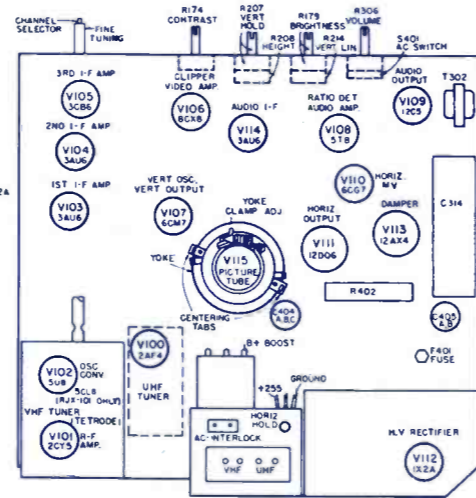 CHANNEL SELECTOR
FINE TUNING
R174 CONTRAST
R207 VERT HOLD
R208 HEIGHT
R179 BRIGHTNESS
R214 VERT LIN.
R306 VOLUME
S401 AC SWITCH
3RD I-F AMP
V105
3CB6
CLIPPER VIDEO AMP.
V106
8CX8
AUDIO I-F
V114
3AU6
RATIO DET AUDIO AMP.
V108
5T8
AUDIO OUTPUT
V109
12C5
T302
2NO I-F AMP.
V104
3AU6
1ST I-F AMP
V103
3AU6
2A
VERT OSC, VERT OUTPUT
V107
6CM7
YOKE CLAMP ADJ
YOKE
V115
PICTURE TUBE
CENTERING TABS
HORIZ OUTPUT
V111
12DQ6
V110
6CG7
HORIZ. MV
DAMPER
V113
12AX4
C314
R402
C404 A,B,C
C405 A,B
F401 FUSE
V100
2AF4
UHF TUNER
B+ BOOST
+255
GROUND
V102
5U8
OSC CONV.
5CL8
(RJX-101 ONLY)
VHF TUNER
(TETRODE)
V101
2CY5
R-F AMP.
AC-INTERLOCK
HORIZ HOLD
VHF
UHF
H.V RECTIFIER
V112
1X2A